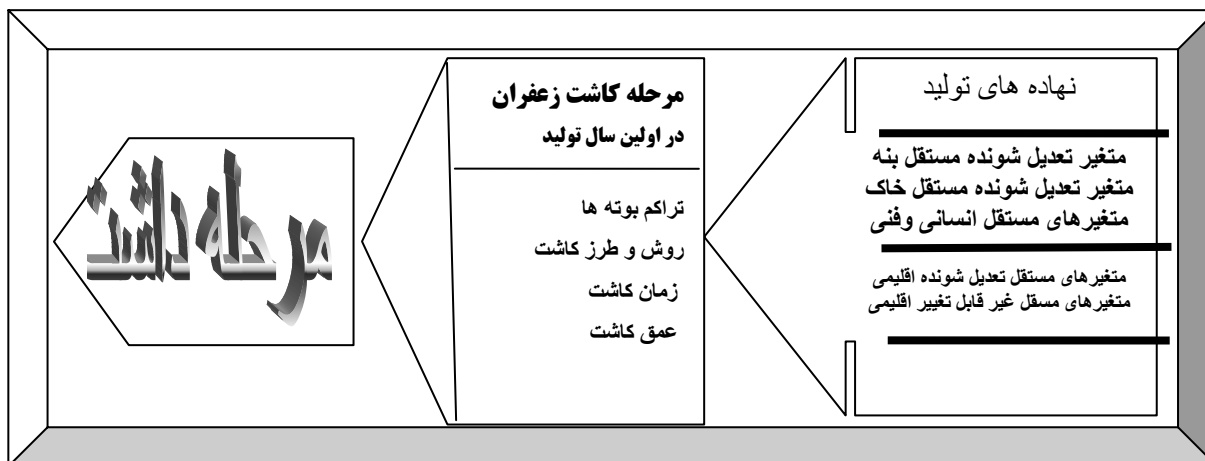 نهاده های تولید
متغیر تعدیل شونده مستقل بنه
متغیر تعدیل شونده مستقل خاک
متغیرهای مستقل انسانی وفنی
متغیرهای مستقل تعدیل شونده اقلیمی
متغیرهای مسقل غیر قابل تغییر اقلیمی
مرحله کاشت زعفران
در اولین سال تولید
تراکم بوته ها
روش و طرز کاشت
زمان کاشت
عمق کاشت
مرحله داشت